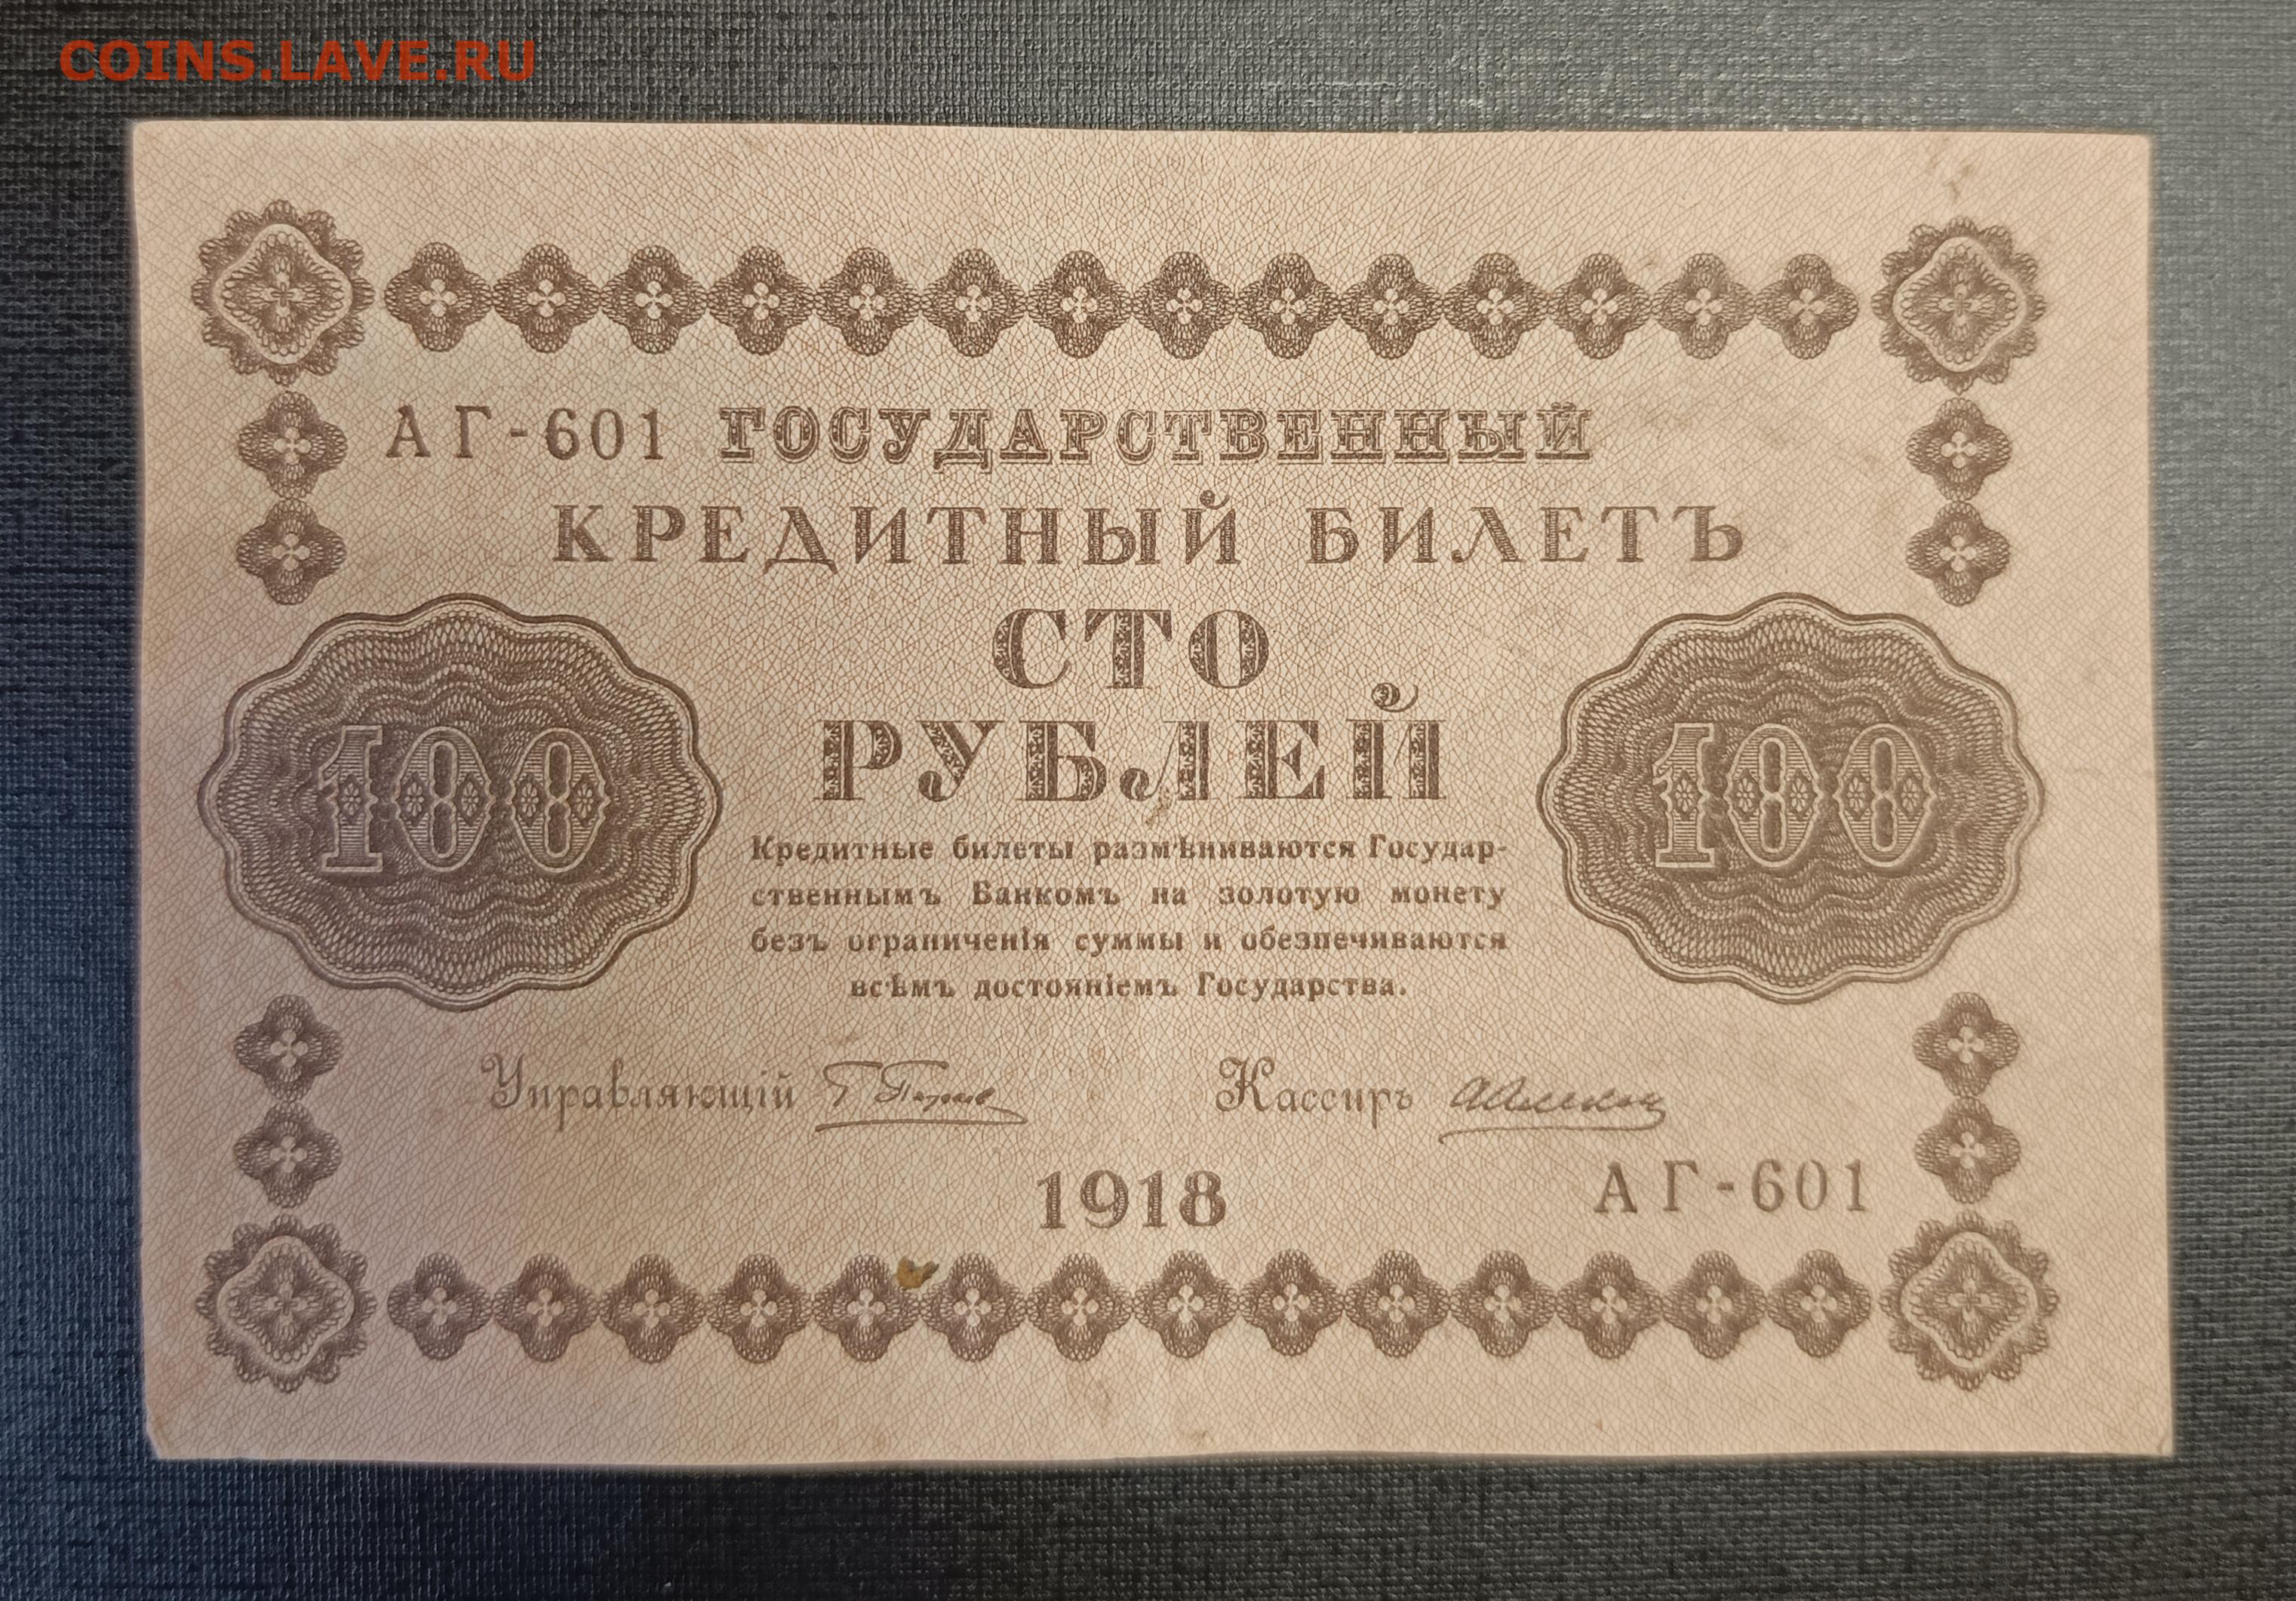 COINS.LAVE.RU
АГ-601 ГОСУДАРСТВЕННЫЙ
КРЕДИТНЫЙ БИЛЕТЪ
СТО
РУБЛЕЙ
100
100
Кредитные билеты размѣниваются Государ-
ственнымъ Банкомъ на золотую монету
безъ ограниченія суммы и обезпечиваются
всѣмъ достояніемъ Государства.
Управляющій
Кассиръ
1918
АГ-601